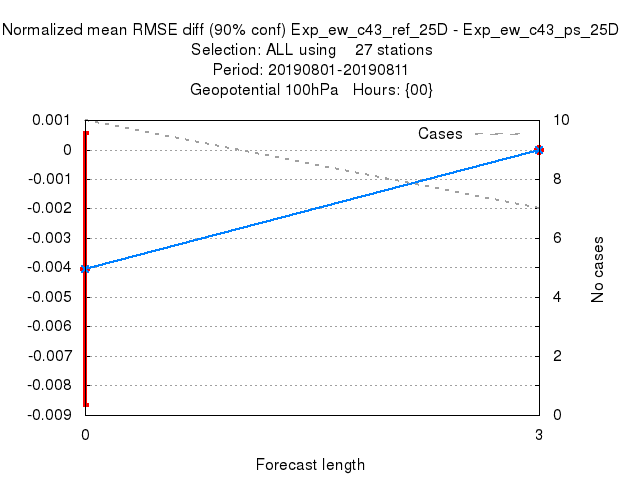 Normalized mean RMSE diff (90% conf) Exp_ew_c43_ref_25D - Exp_ew_c43_ps_25D
Selection: ALL using 27 stations
Period: 20190801-20190811
Geopotential 100hPa Hours: {00}
Cases
0.001
0
-0.001
-0.002
-0.003
-0.004
-0.005
-0.006
-0.007
-0.008
-0.009
10
8
6
4
2
0
No cases
0
3
Forecast length